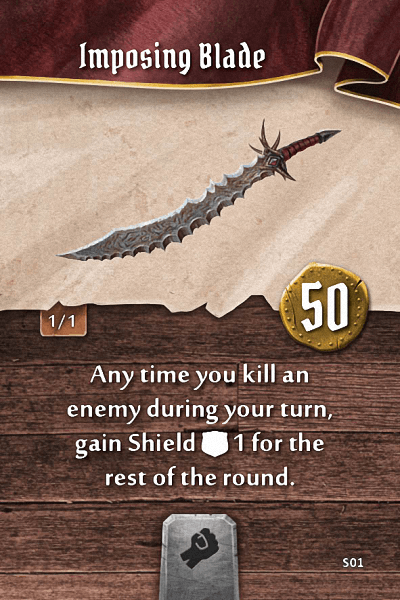 Imposing Blade
1/1
50
Any time you kill an
enemy during your turn,
gain Shield 1 for the
rest of the round.
S01